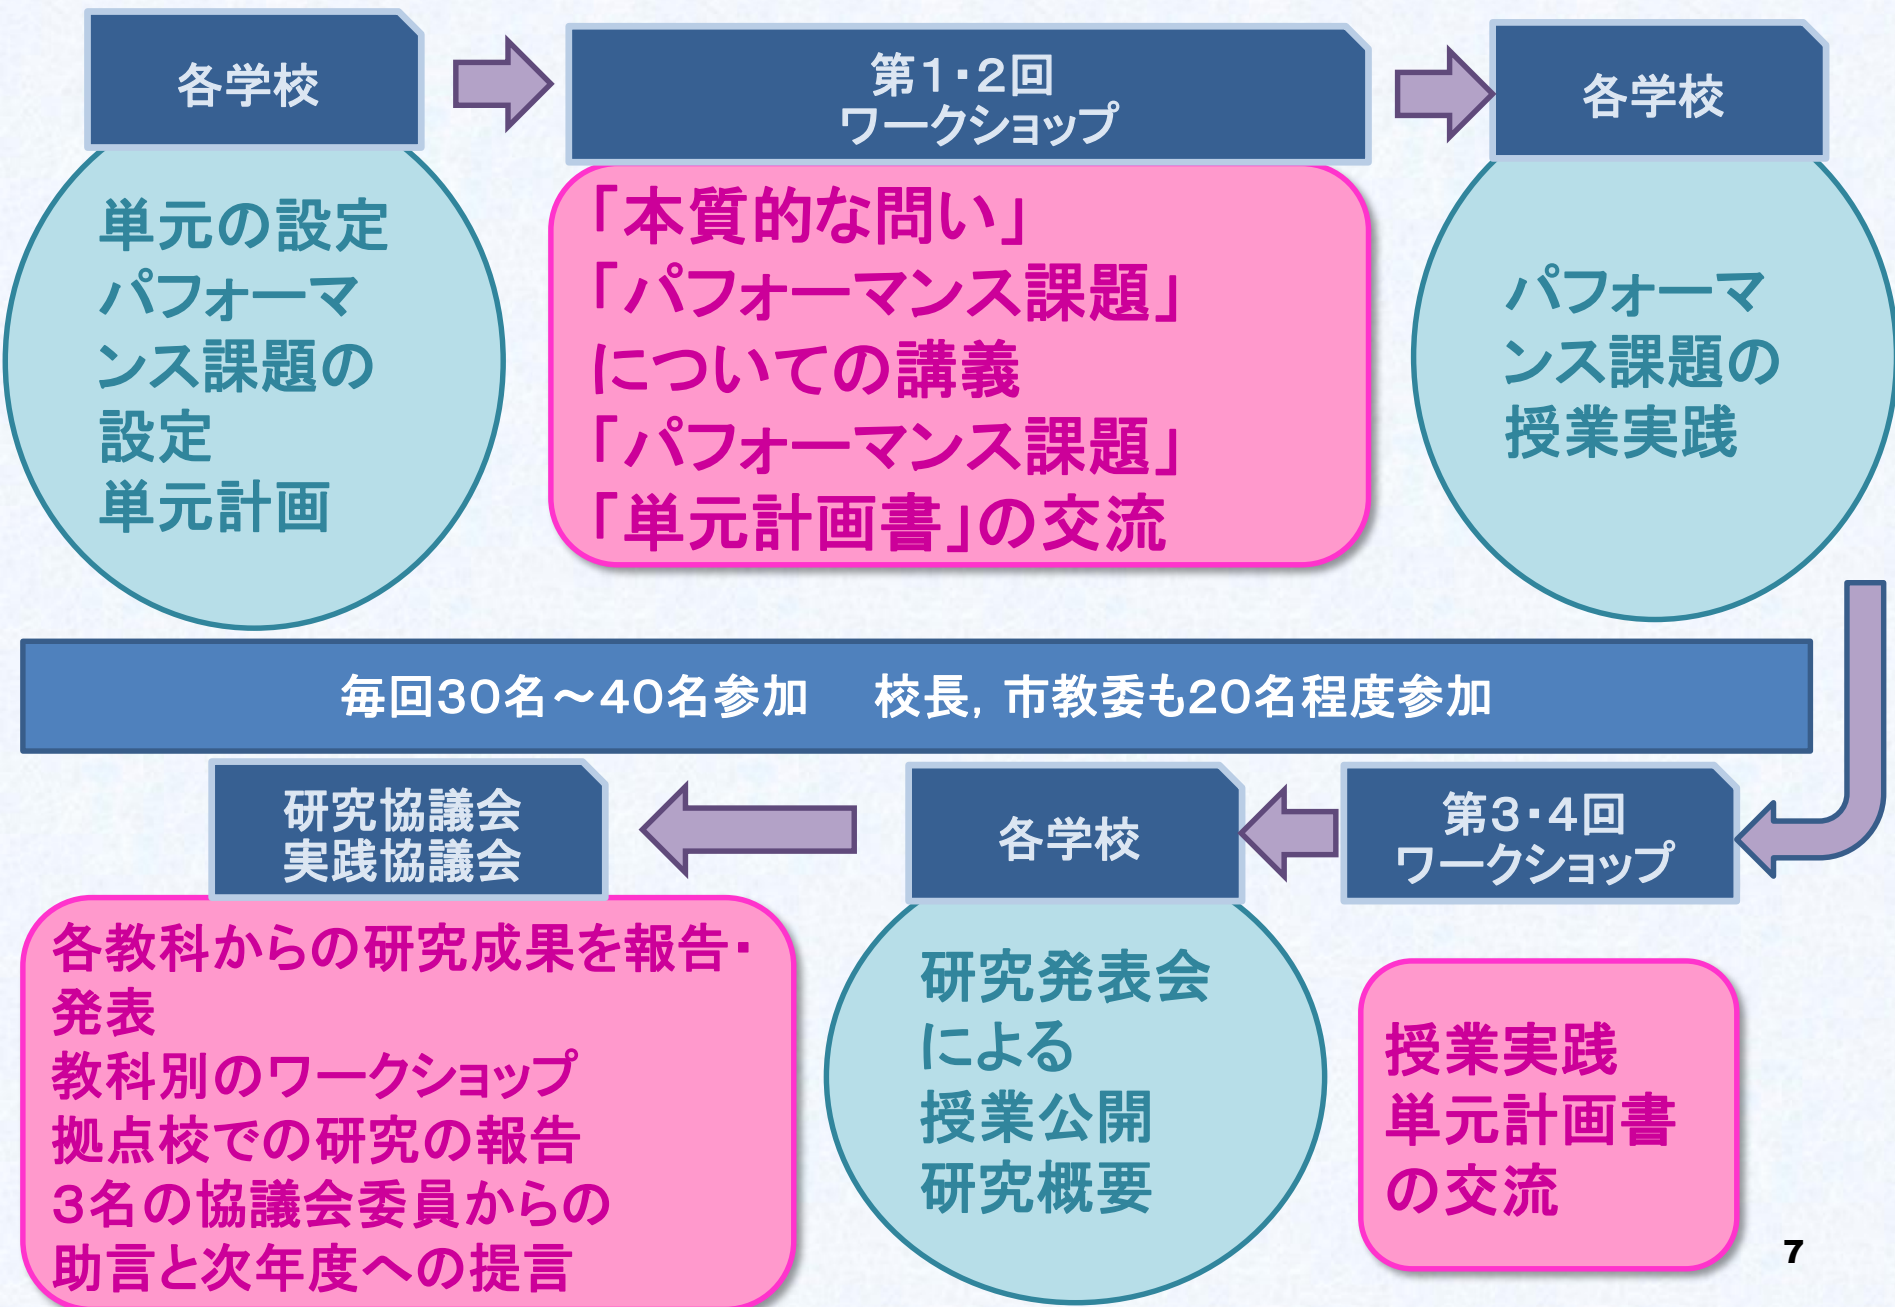 各学校
単元の設定
パフォーマ
ンス課題の
設定
単元計画
第1・2回
ワークショップ
「本質的な問い」
「パフォーマンス課題」
についての講義
「パフォーマンス課題」
「単元計画書」の交流
各学校
パフォーマ
ンス課題の
授業実践
毎回30名～40名参加　校長，市教委も20名程度参加
第3・4回
ワークショップ
授業実践
単元計画書
の交流
各学校
研究発表会
による
授業公開
研究概要
研究協議会
実践協議会
各教科からの研究成果を報告・
発表
教科別のワークショップ
拠点校での研究の報告
3名の協議会委員からの
助言と次年度への提言
7